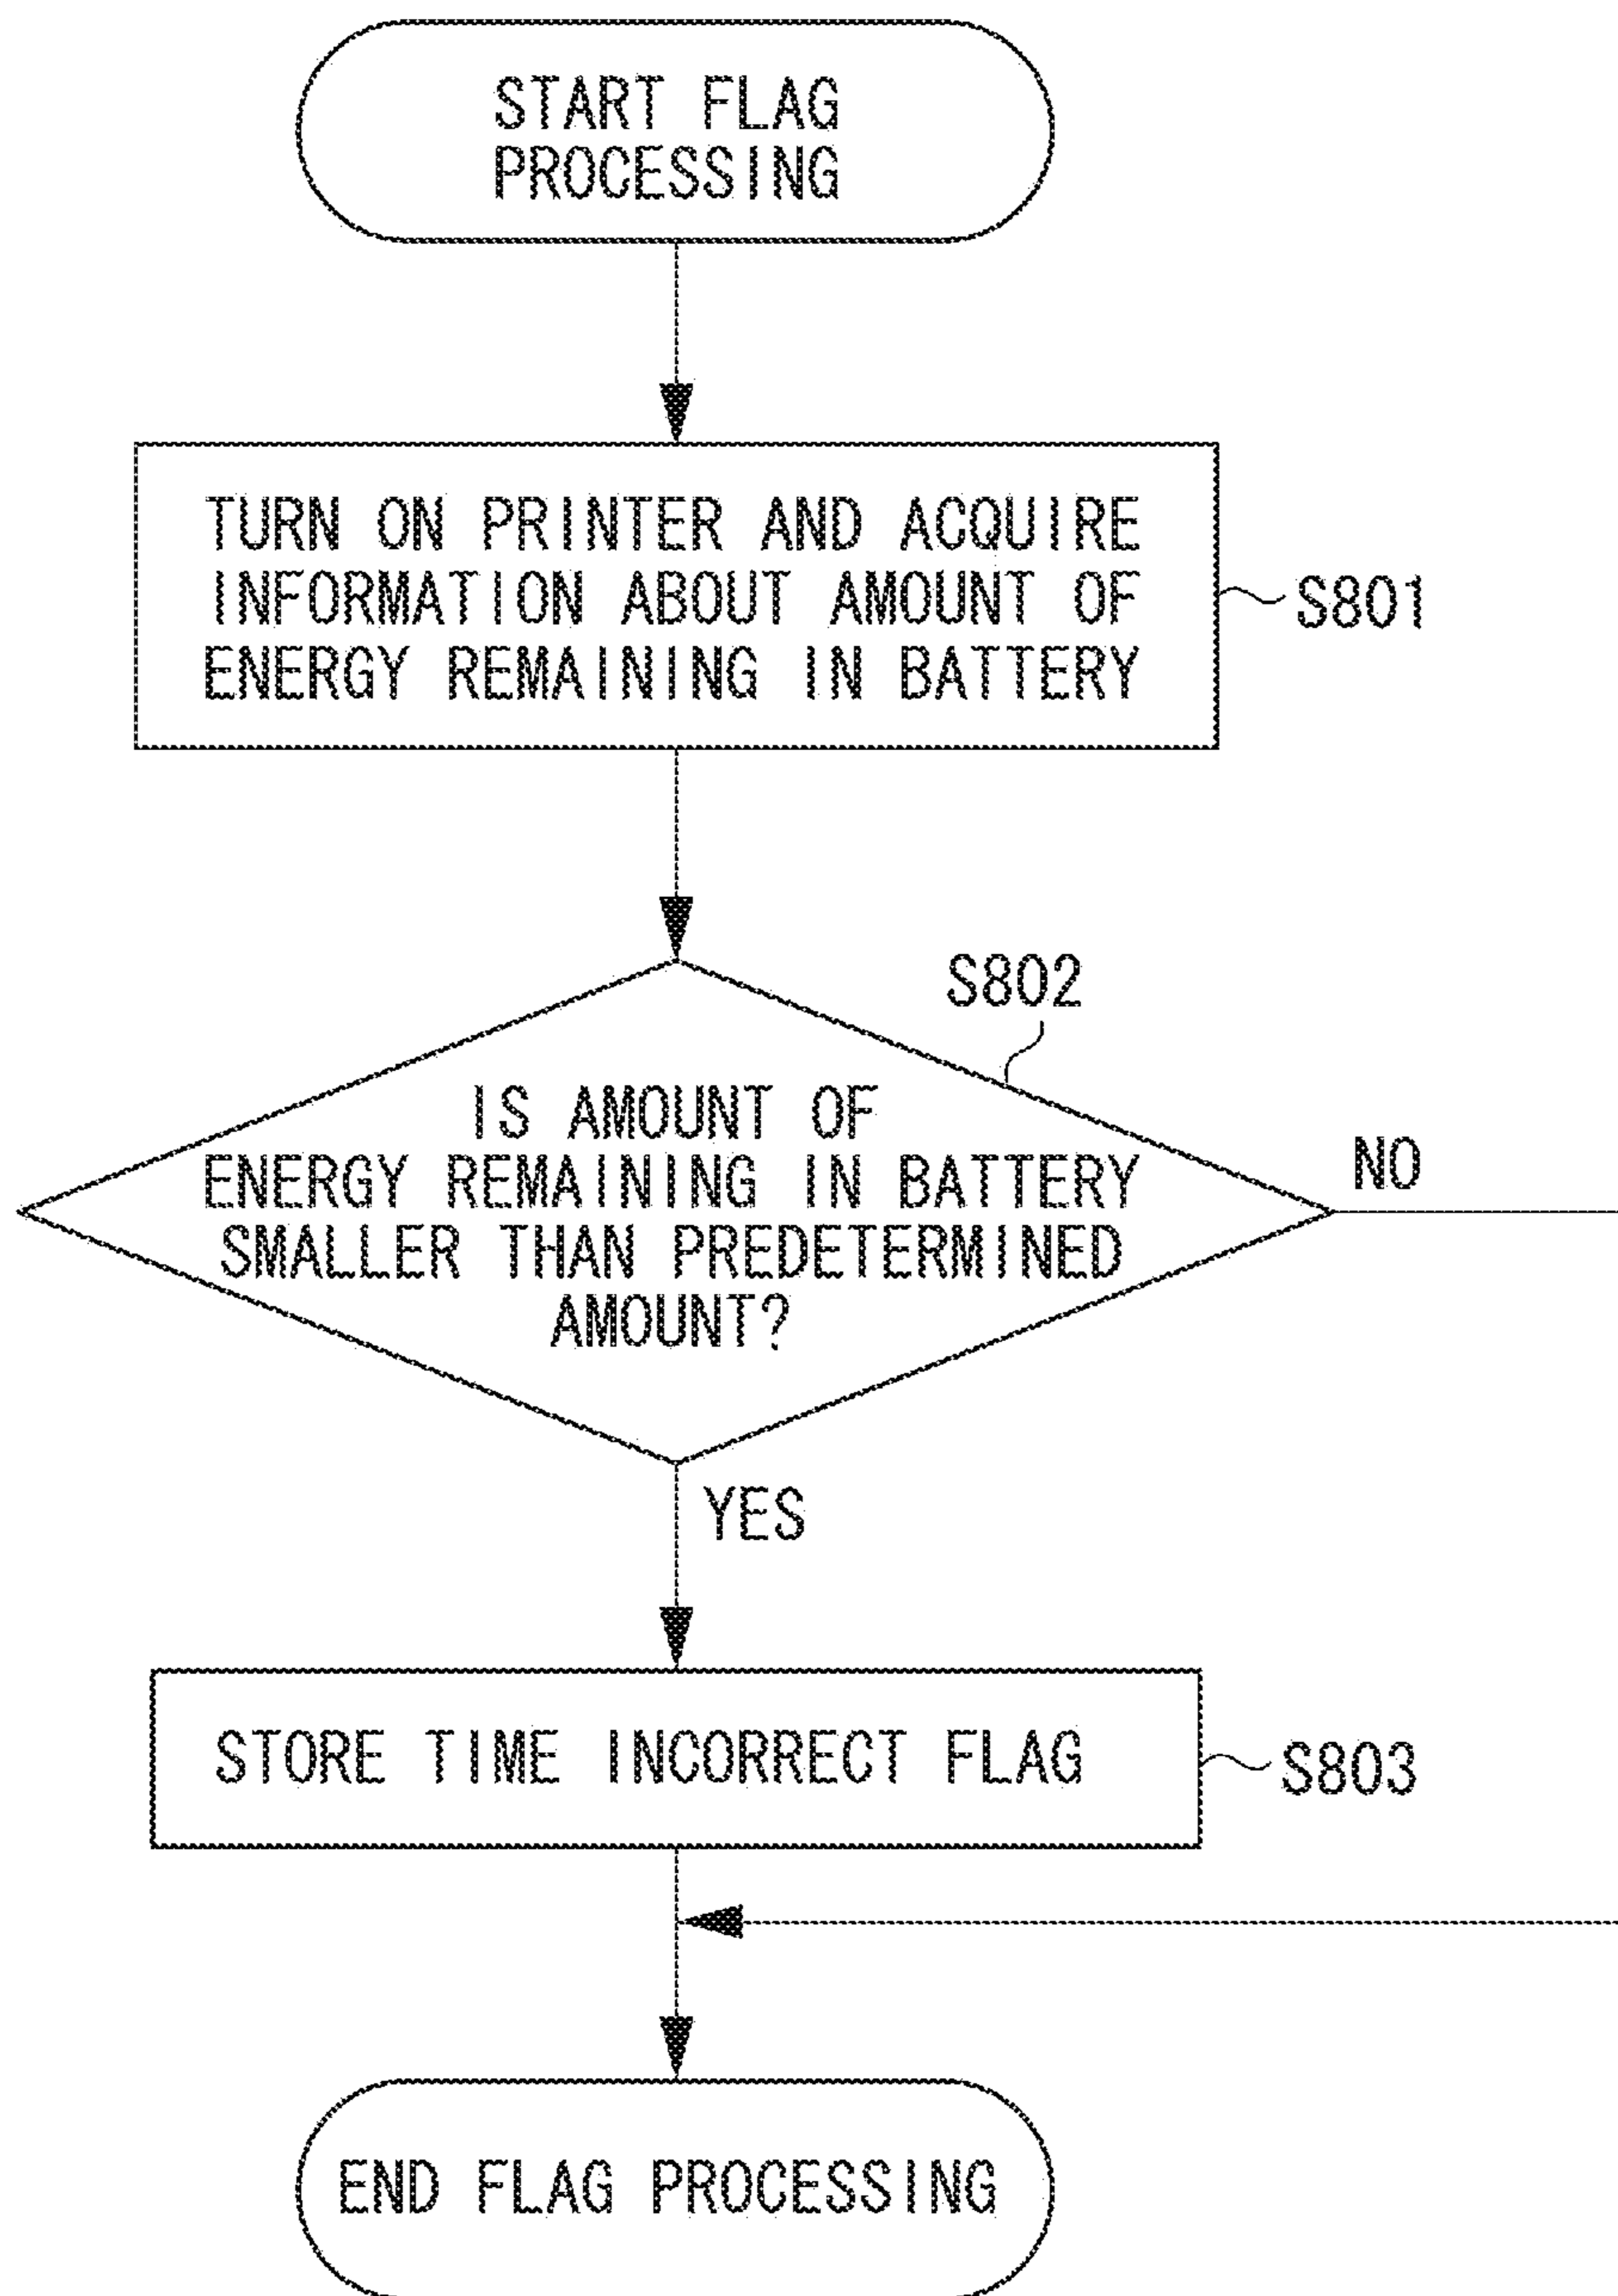 START FLAG
PROCESSING
TURN ON PRINTER AND ACQUIRE
INFORMATION ABOUT AMOUNT OF
ENERGY REMAINING IN BATTERY
S801
S802
IS AMOUNT OF
ENERGY REMAINING IN BATTERY
SMALLER THAN PREDETERMINED
AMOUNT?
NO
YES
STORE TIME INCORRECT FLAG
S803
END FLAG PROCESSING